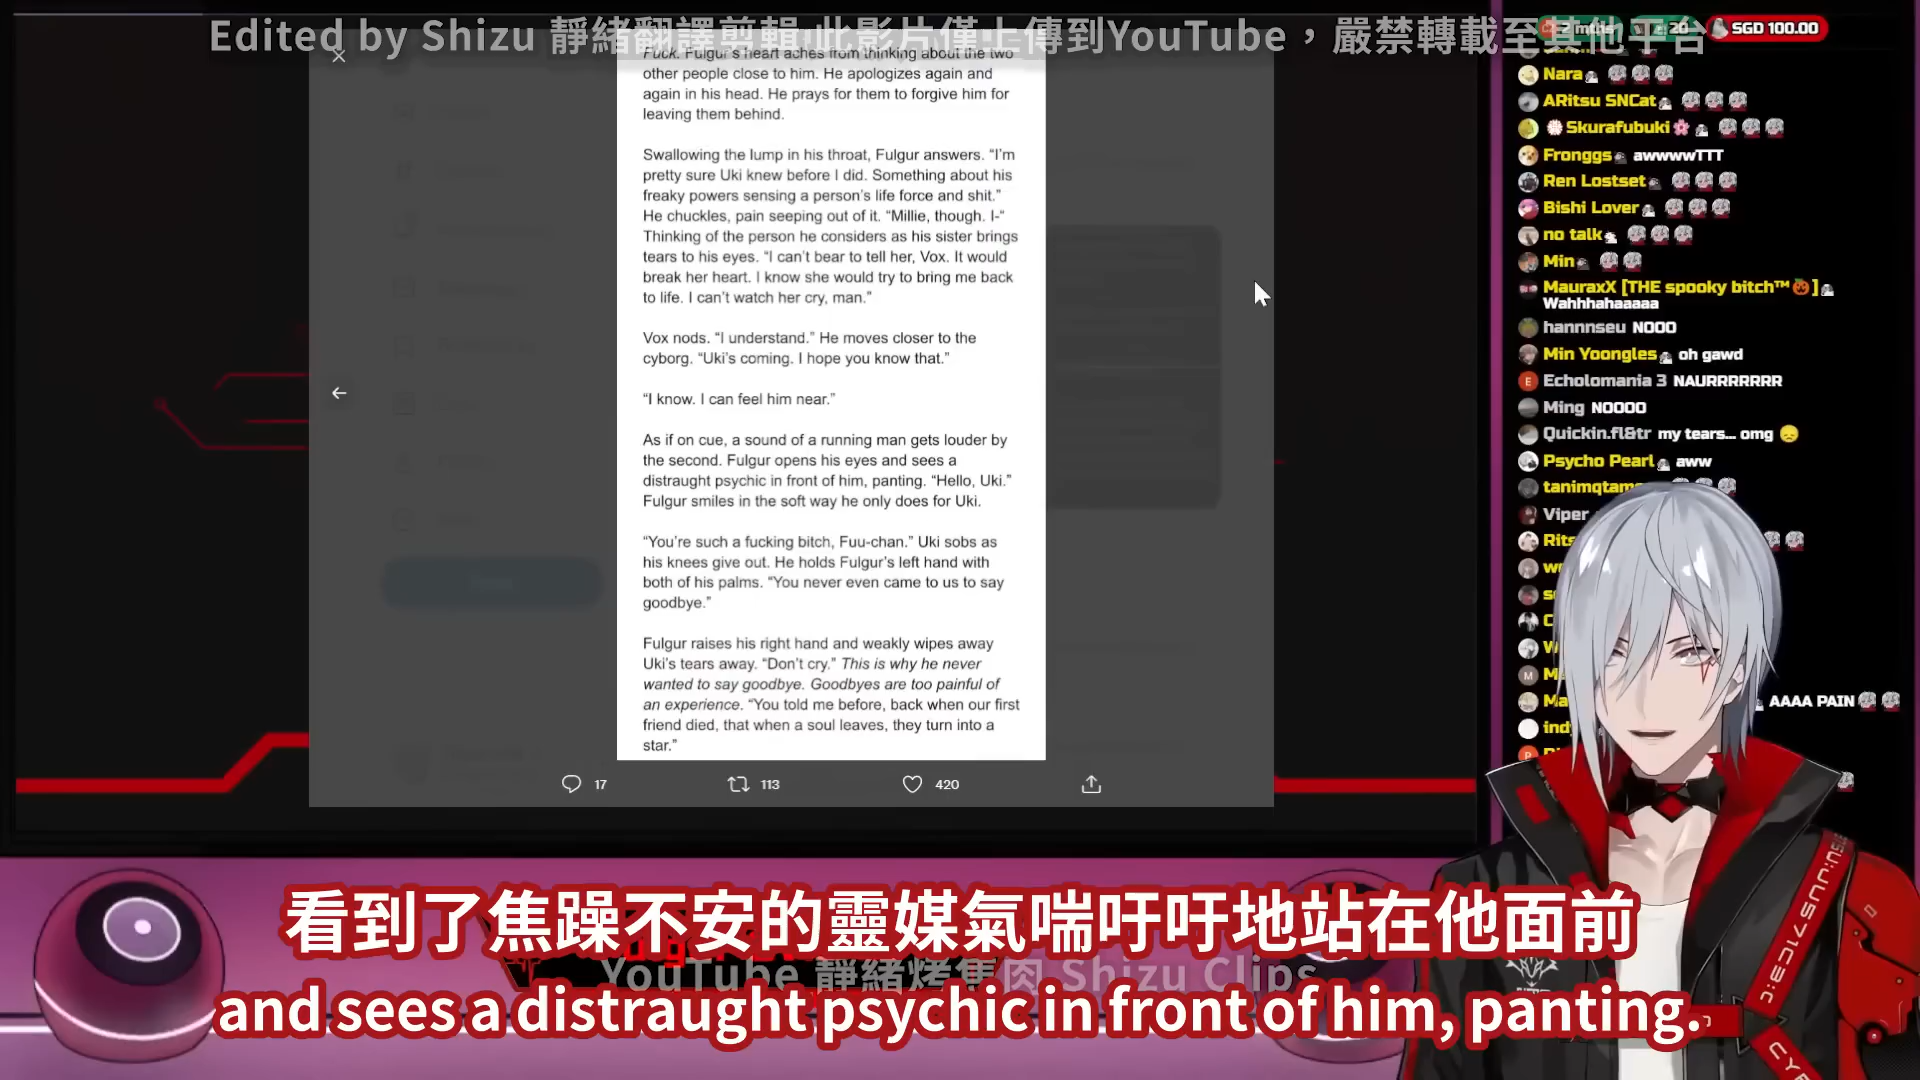 Edited by Shizu 靜緒翻譯剪輯 此影片僅上傳到YouTube，嚴禁轉載至其他平台
Fuck. Fulgur's heart aches from thinking about the two
other people close to him. He apologizes again and
again in his head. He prays for them to forgive him for
leaving them behind.
Swallowing the lump in his throat, Fulgur answers. “I'm
pretty sure Uki knew before I did. Something about his
freaky powers sensing a person's life force and shit.”
He chuckles, pain seeping out of it. “Millie, though. I-“
Thinking of the person he considers as his sister brings
tears to his eyes. “I can't bear to tell her, Vox. It would
break her heart. I know she would try to bring me back
to life. I can't watch her cry, man.”
Vox nods. “I understand.” He moves closer to the
cyborg. “Uki's coming. I hope you know that.”
“I know. I can feel him near.”
As if on cue, a sound of a running man gets louder by
the second. Fulgur opens his eyes and sees a
distraught psychic in front of him, panting. “Hello, Uki.”
Fulgur smiles in the soft way he only does for Uki.
“You're such a fucking bitch, Fuu-chan.” Uki sobs as
his knees give out. He holds Fulgur's left hand with
both of his palms. “You never even came to us to say
goodbye.”
Fulgur raises his right hand and weakly wipes away
Uki's tears away. “Don't cry.” This is why he never
wanted to say goodbye. Goodbyes are too painful of
an experience. “You told me before, back when our first
friend died, that when a soul leaves, they turn into a
star.”
17 113 420
SGD 100.00
Nara
ARitsu SNCat
Skurafubuki
Fronggs awwwwTTT
Ren Lostset
Bishi Lover
no talk
Min
MauraxX [THE spooky bitch™🎃]
Wahhhahaaaaa
hannnseu NOOO
Min Yoongles oh gawd
Echolomania 3 NAURRRRRRR
Ming NOOOO
Quickin.fl&tr my tears... omg 😞
Psycho Pearl aww
Viper
AAAA PAIN
看到了焦躁不安的靈媒氣喘吁吁地站在他面前
YouTube 靜緒烤隻肉 Shizu Clips
and sees a distraught psychic in front of him, panting.